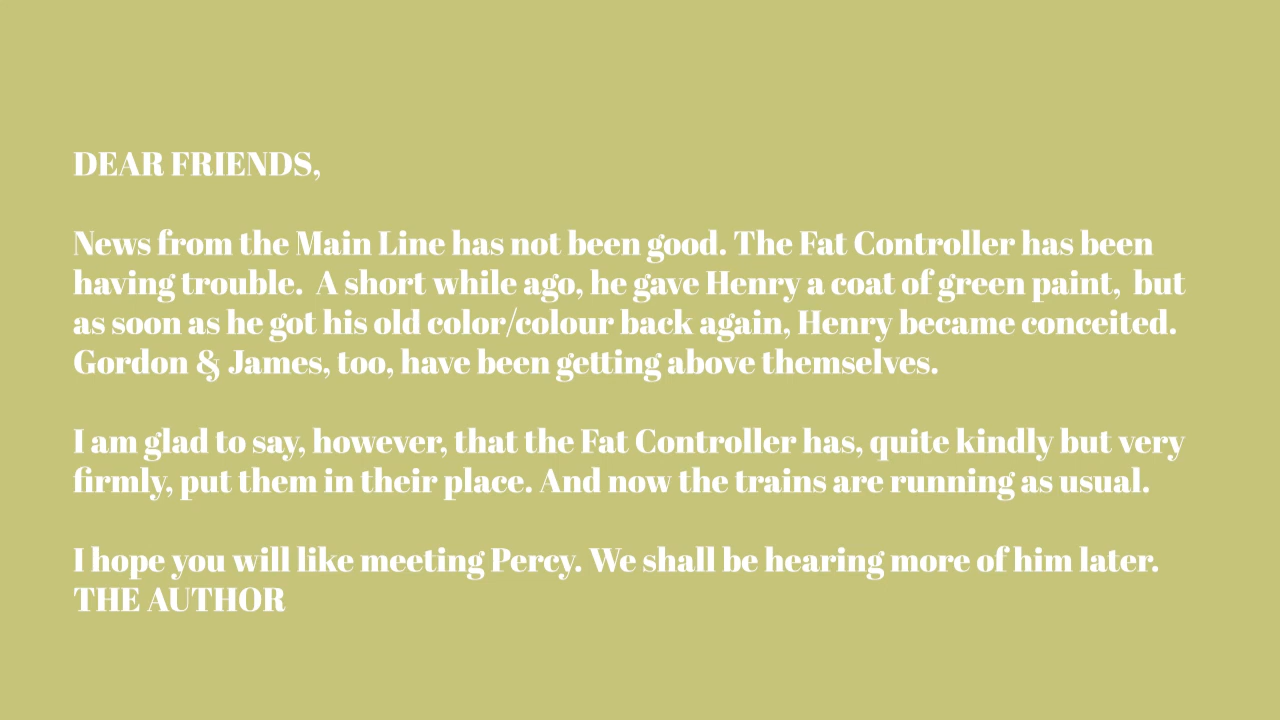 DEAR FRIENDS,
News from the Main Line has not been good. The Fat Controller has been
having trouble.  A short while ago, he gave Henry a coat of green paint,  but
as soon as he got his old color/colour back again, Henry became conceited.
Gordon & James, too, have been getting above themselves.
I am glad to say, however, that the Fat Controller has, quite kindly but very
firmly, put them in their place. And now the trains are running as usual.
I hope you will like meeting Percy. We shall be hearing more of him later.
THE AUTHOR